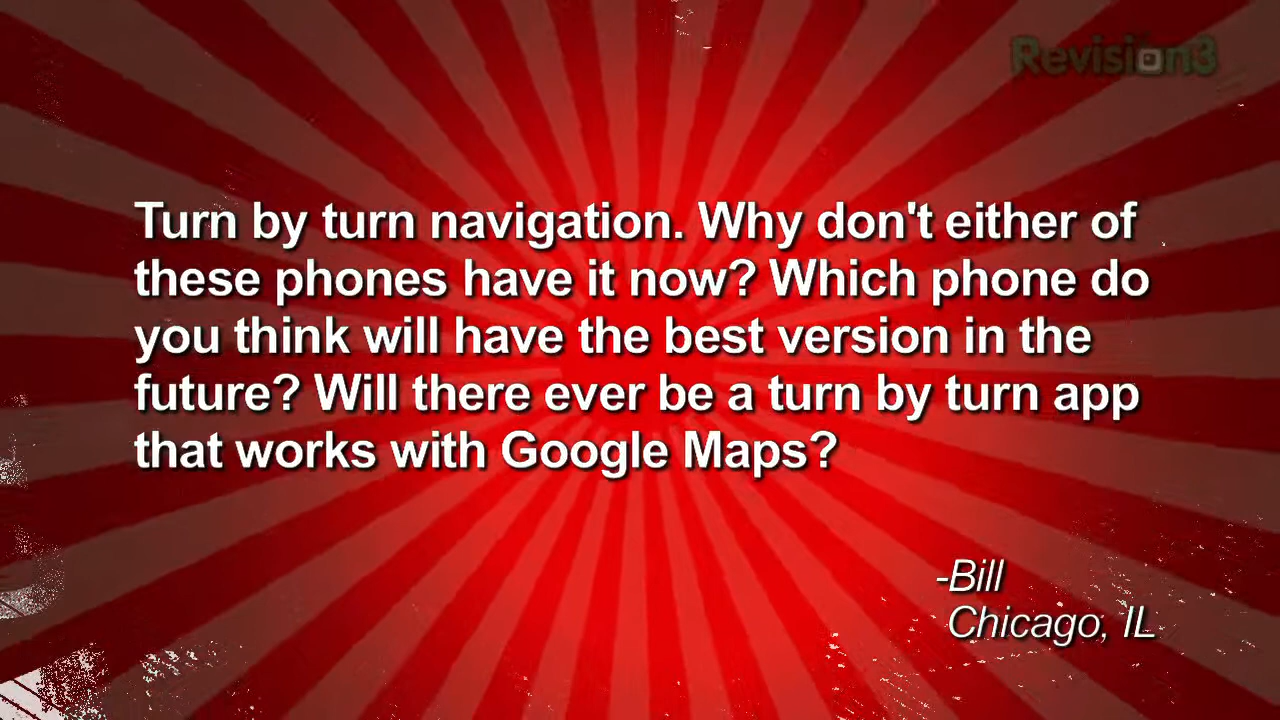 Revision3
Turn by turn navigation. Why don't either of
these phones have it now? Which phone do
you think will have the best version in the
future? Will there ever be a turn by turn app
that works with Google Maps?
-Bill
Chicago, IL